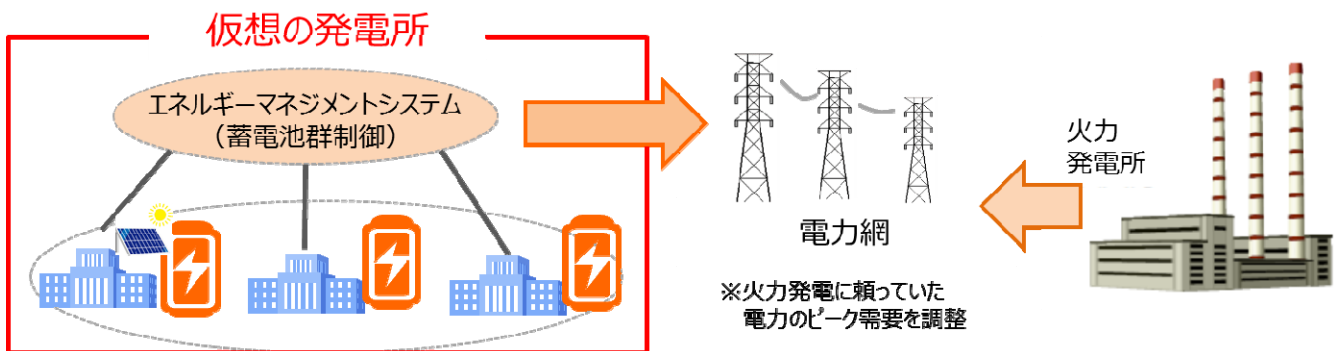 仮想の発電所
エネルギーマネジメントシステム
（蓄電池群制御）
電力網
※火力発電に頼っていた
電力のピーク需要を調整
火力
発電所